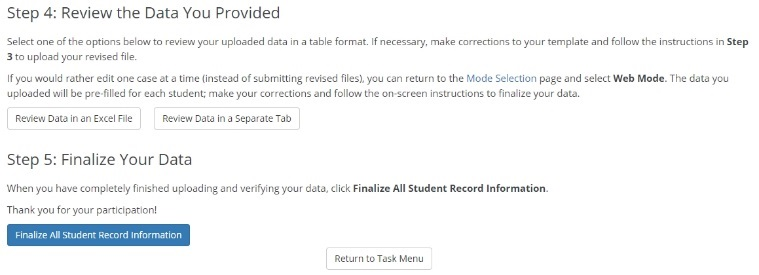 Step 4: Review the Data You Provided
Select one of the options below to review your uploaded data in a table format. If necessary, make corrections to your template and follow the instructions in Step
3 to upload your revised file.
If you would rather edit one case at a time (instead of submitting revised files), you can return to the Mode Selection page and select Web Mode. The data you
uploaded will be pre-filled for each student; make your corrections and follow the on-screen instructions to finalize your data.
Review Data in an Excel File Review Data in a Separate Tab
Step 5: Finalize Your Data
When you have completely finished uploading and verifying your data, click Finalize All Student Record Information.
Thank you for your participation!
Finalize All Student Record Information
Return to Task Menu